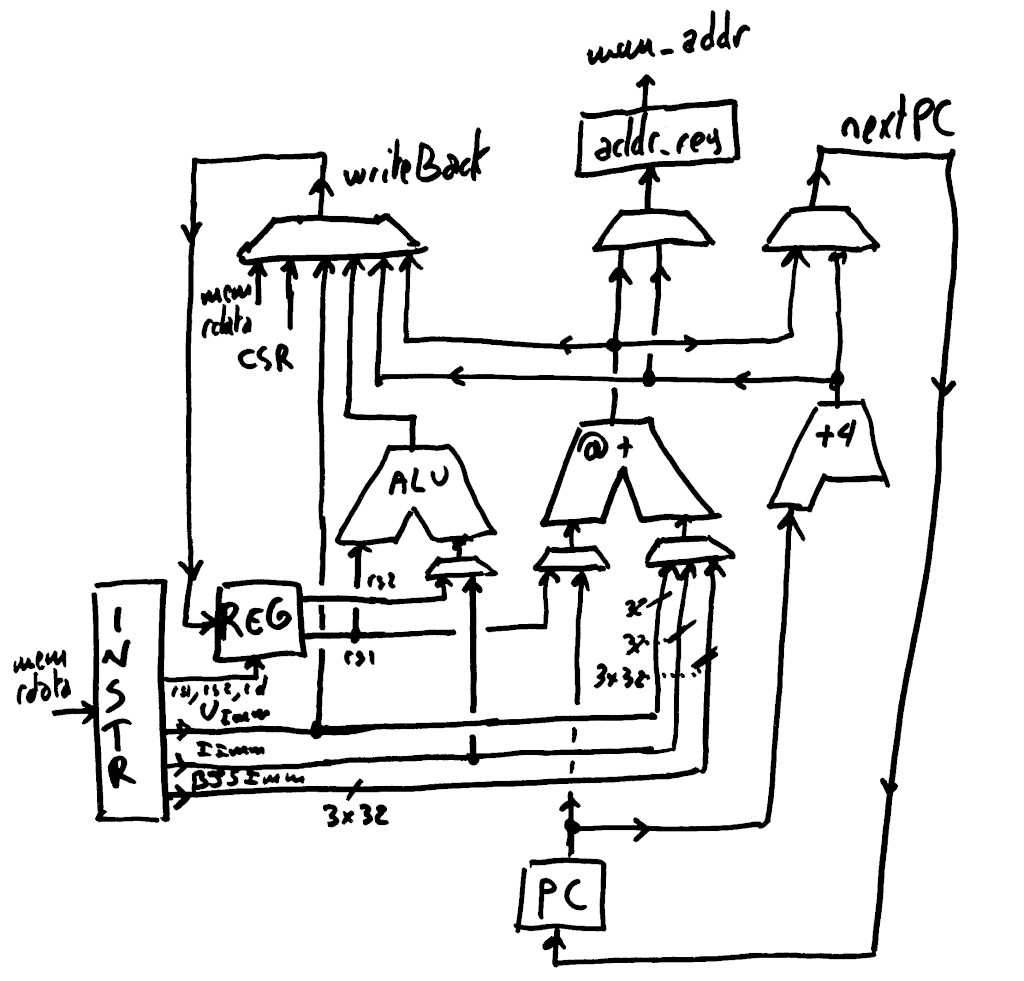 mem_addr
addr_reg
nextPC
writeBack
mem
rdata
CSR
@ +
+4
ALU
rs2
REG
rs1
32
32
3x32
INSTR
mem
rdata
rs1, rs2, rd
UImm
IImm
BJSImm
3x32
PC